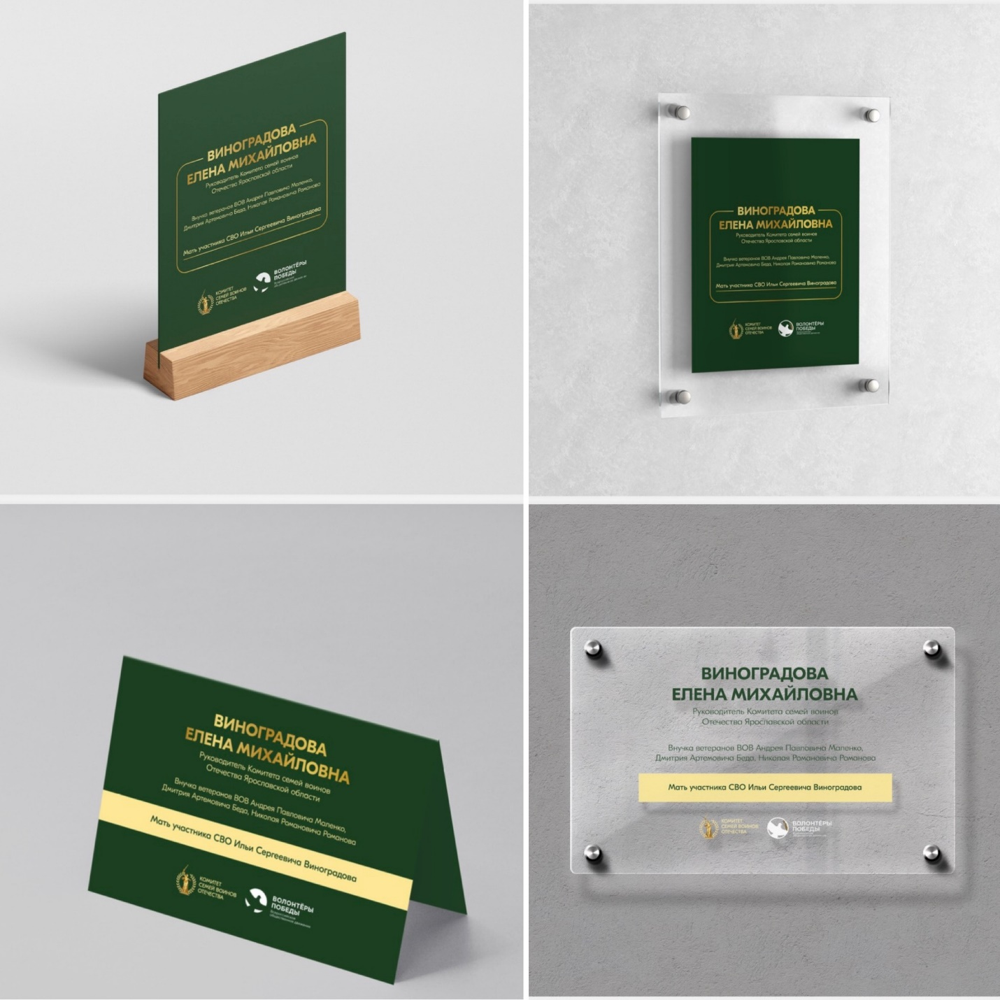 ВИНОГРАДОВА
ЕЛЕНА МИХАЙЛОВНА
Руководитель Комитета семей воинов
Отечества Ярославской области
Внучка ветеранов ВОВ Андрея Павловича Маленко,
Дмитрия Артемовича Беда, Николая Романовича Романова
Мать участника СВО Ильи Сергеевича Виноградова
КОМИТЕТ
СЕМЕЙ ВОИНОВ
ОТЕЧЕСТВА
ВОЛОНТЁРЫ
ПОБЕДЫ
ВИНОГРАДОВА
ЕЛЕНА МИХАЙЛОВНА
Руководитель Комитета семей воинов
Отечества Ярославской области
Внучка ветеранов ВОВ Андрея Павловича Маленко,
Дмитрия Артемовича Беда, Николая Романовича Романова
Мать участника СВО Ильи Сергеевича Виноградова
КОМИТЕТ
СЕМЕЙ ВОИНОВ
ОТЕЧЕСТВА
ВОЛОНТЁРЫ
ПОБЕДЫ
ВИНОГРАДОВА
ЕЛЕНА МИХАЙЛОВНА
Руководитель Комитета семей воинов
Отечества Ярославской области
Внучка ветеранов ВОВ Андрея Павловича Маленко,
Дмитрия Артемовича Беда, Николая Романовича Романова
Мать участника СВО Ильи Сергеевича Виноградова
КОМИТЕТ
СЕМЕЙ ВОИНОВ
ОТЕЧЕСТВА
ВОЛОНТЁРЫ
ПОБЕДЫ
Всероссийское
общественное движение
ВИНОГРАДОВА
ЕЛЕНА МИХАЙЛОВНА
Руководитель Комитета семей воинов
Отечества Ярославской области
Внучка ветеранов ВОВ Андрея Павловича Маленко,
Дмитрия Артемовича Беда, Николая Романовича Романова
Мать участника СВО Ильи Сергеевича Виноградова
КОМИТЕТ
СЕМЕЙ ВОИНОВ
ОТЕЧЕСТВА
ВОЛОНТЁРЫ
ПОБЕДЫ